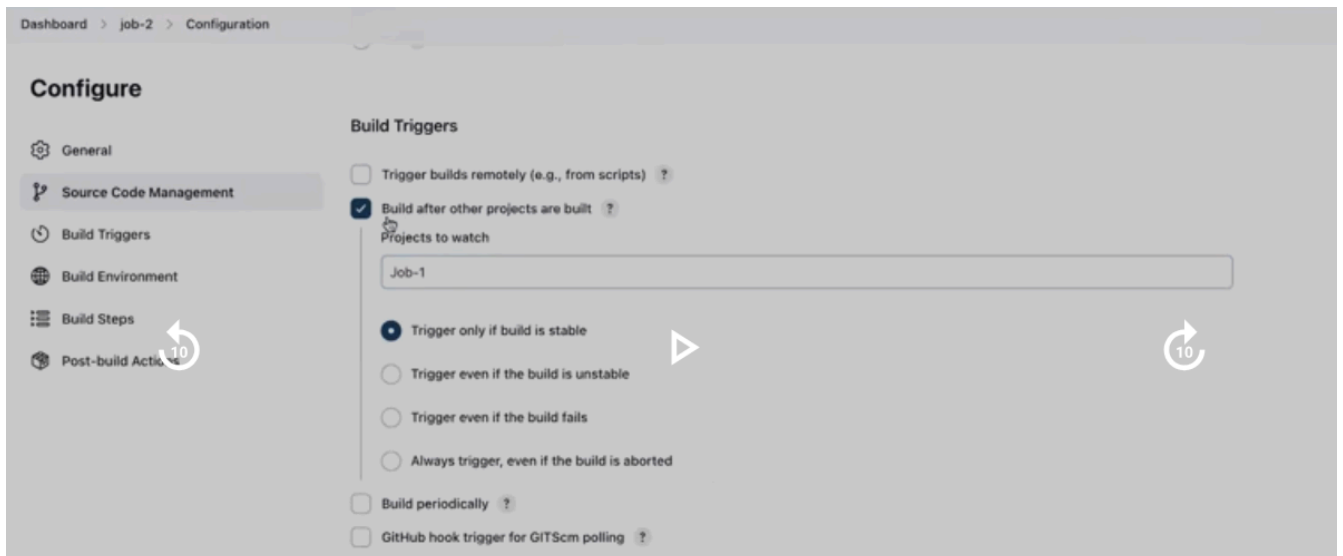 Dashboard > job-2 > Configuration
Configure
General
Source Code Management
Build Triggers
Build Environment
Build Steps
Post-build Actions
Build Triggers
Trigger builds remotely (e.g., from scripts) ?
Build after other projects are built ?
Projects to watch
Job-1
Trigger only if build is stable
Trigger even if the build is unstable
Trigger even if the build fails
Always trigger, even if the build is aborted
Build periodically ?
GitHub hook trigger for GITScm polling ?
10
10